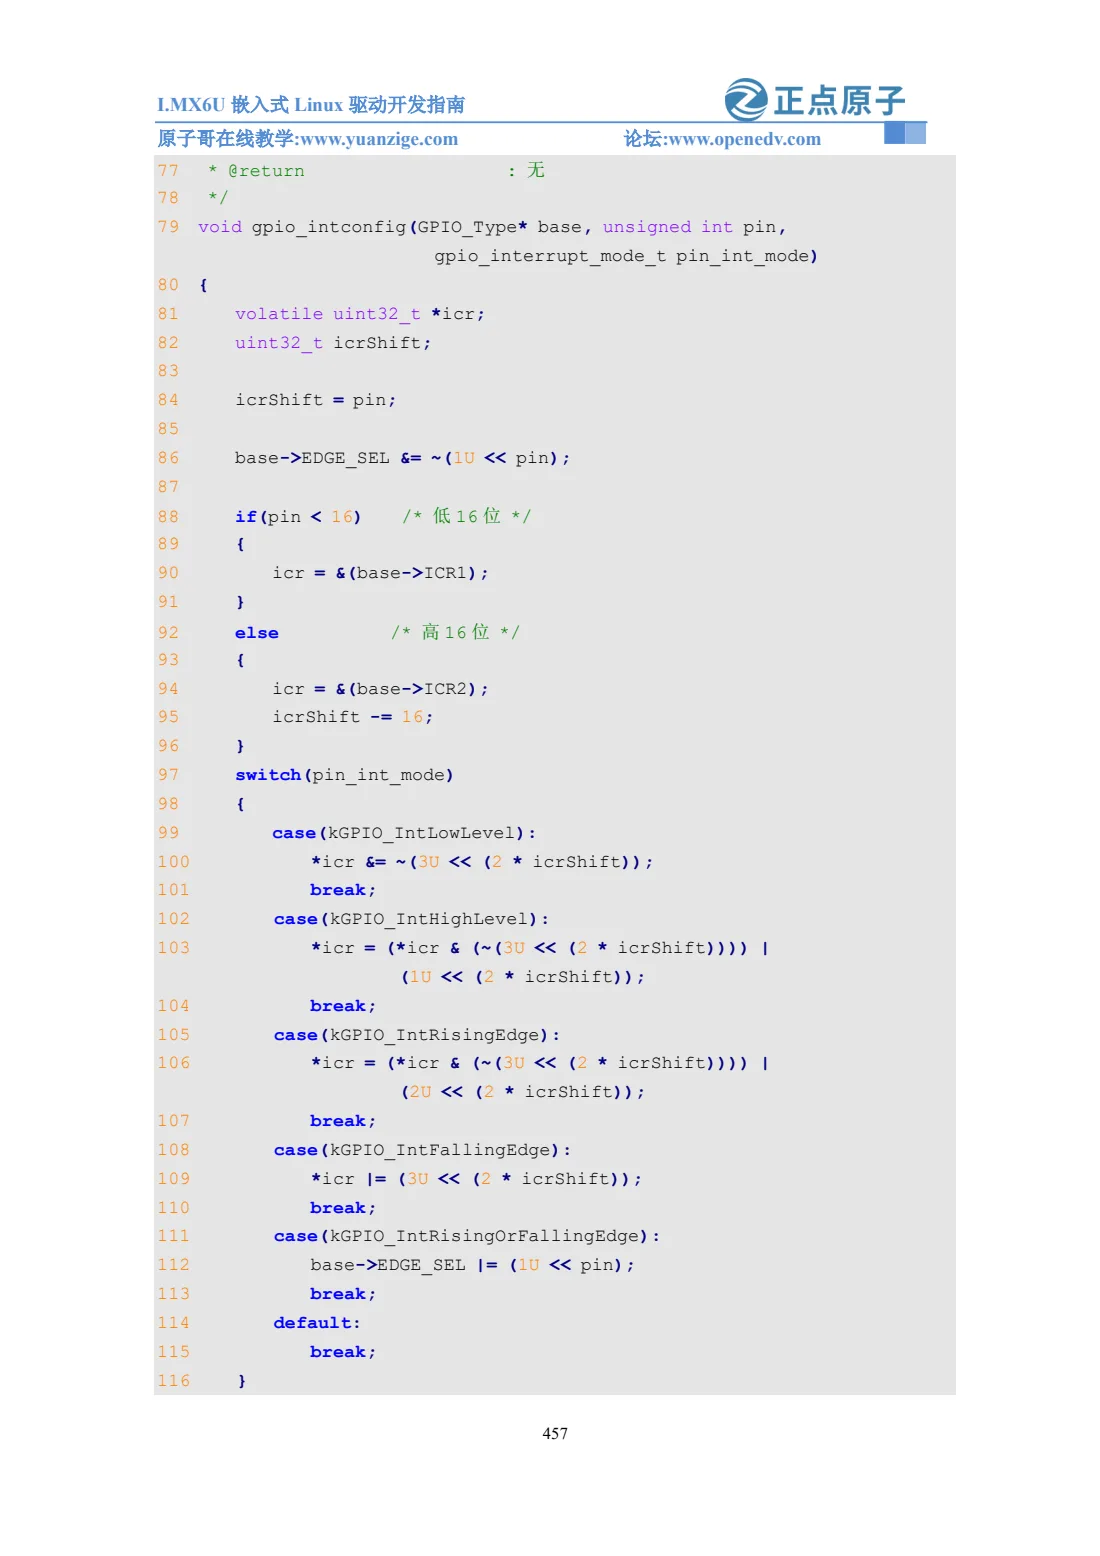 I.MX6U 嵌入式 Linux 驱动开发指南
正点原子
原子哥在线教学:www.yuanzige.com 论坛:www.openedv.com
77 * @return : 无
78 */
79 void gpio_intconfig(GPIO_Type* base, unsigned int pin,
gpio_interrupt_mode_t pin_int_mode)
80 {
81 volatile uint32_t *icr;
82 uint32_t icrShift;
83
84 icrShift = pin;
85
86 base->EDGE_SEL &= ~(1U << pin);
87
88 if(pin < 16) /* 低 16 位 */
89 {
90 icr = &(base->ICR1);
91 }
92 else /* 高 16 位 */
93 {
94 icr = &(base->ICR2);
95 icrShift -= 16;
96 }
97 switch(pin_int_mode)
98 {
99 case(kGPIO_IntLowLevel):
100 *icr &= ~(3U << (2 * icrShift));
101 break;
102 case(kGPIO_IntHighLevel):
103 *icr = (*icr & (~(3U << (2 * icrShift)))) |
(1U << (2 * icrShift));
104 break;
105 case(kGPIO_IntRisingEdge):
106 *icr = (*icr & (~(3U << (2 * icrShift)))) |
(2U << (2 * icrShift));
107 break;
108 case(kGPIO_IntFallingEdge):
109 *icr |= (3U << (2 * icrShift));
110 break;
111 case(kGPIO_IntRisingOrFallingEdge):
112 base->EDGE_SEL |= (1U << pin);
113 break;
114 default:
115 break;
116 }
457